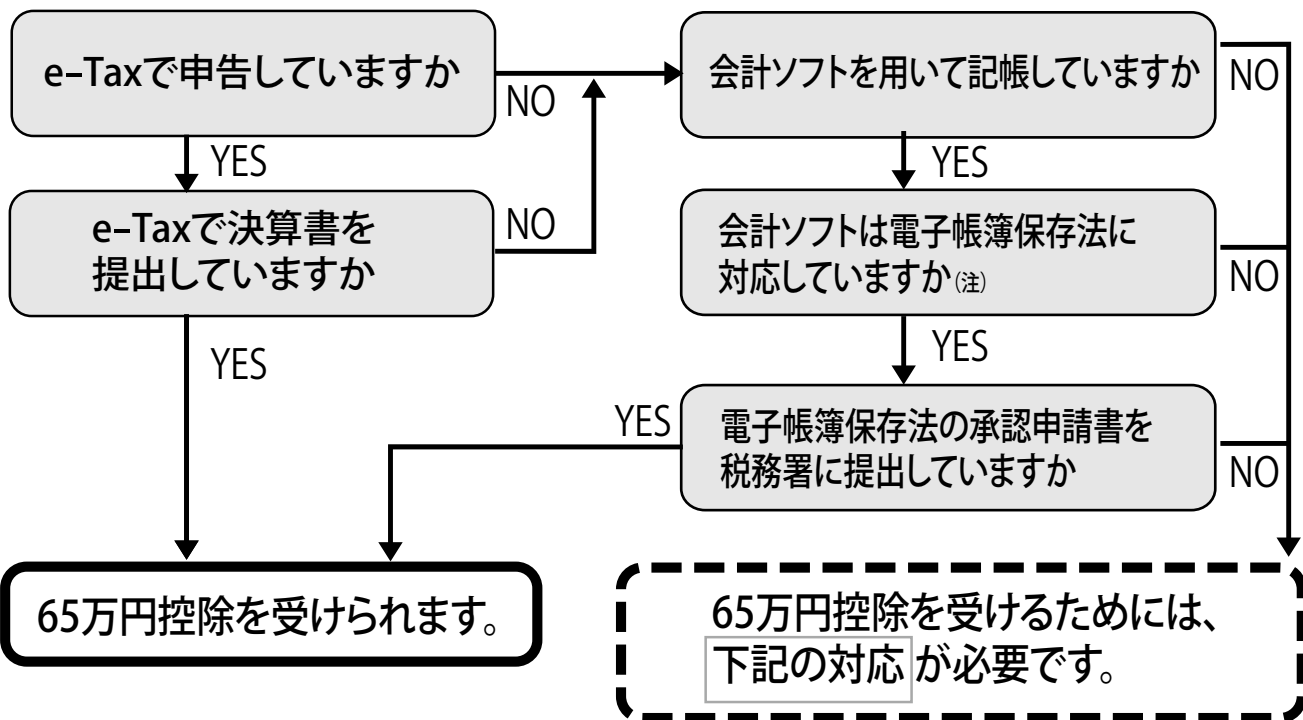 e-Taxで申告していますか
NO
YES
e-Taxで決算書を
提出していますか
NO
YES
会計ソフトを用いて記帳していますか
NO
YES
会計ソフトは電子帳簿保存法に
対応していますか(注)
NO
YES
電子帳簿保存法の承認申請書を
税務署に提出していますか
YES
NO
65万円控除を受けられます。
65万円控除を受けるためには、
下記の対応が必要です。